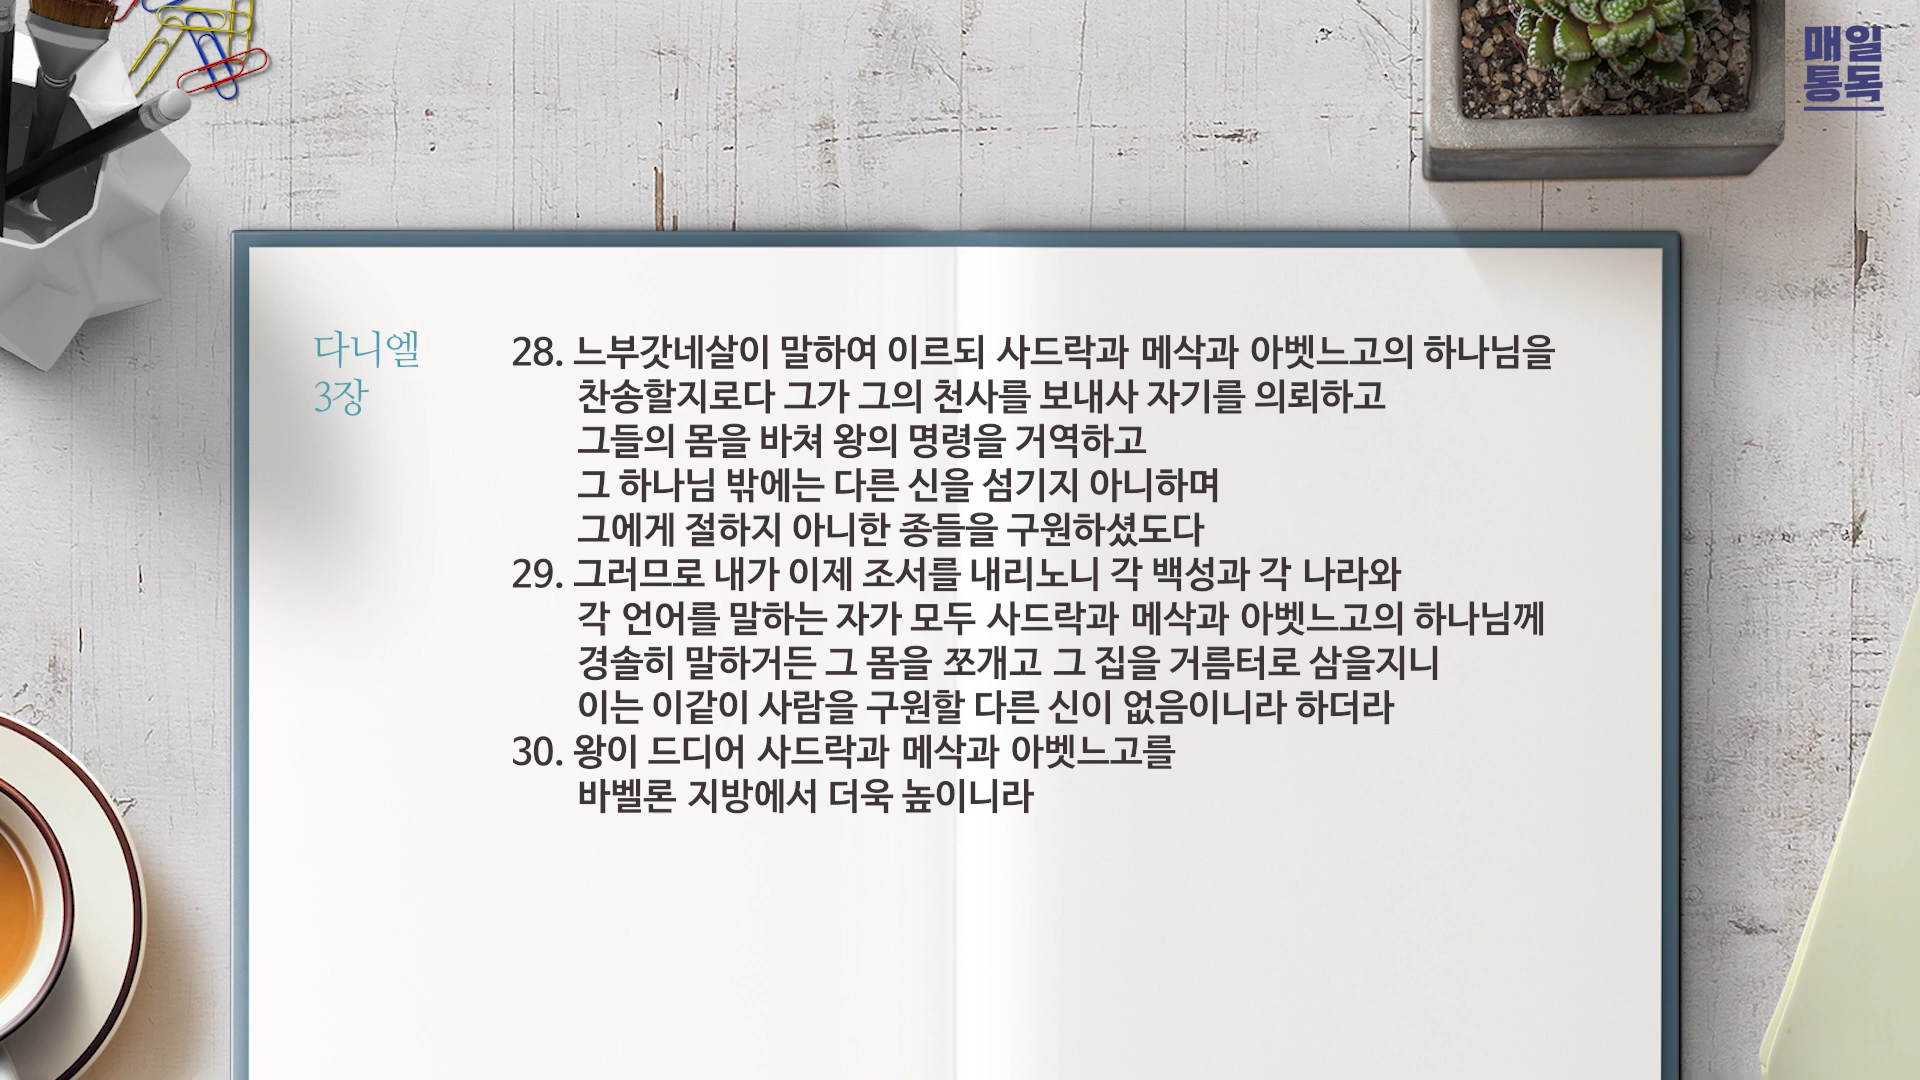 매일
통독
다니엘
3장
28. 느부갓네살이 말하여 이르되 사드락과 메삭과 아벳느고의 하나님을
찬송할지로다 그가 그의 천사를 보내사 자기를 의뢰하고
그들의 몸을 바쳐 왕의 명령을 거역하고
그 하나님 밖에는 다른 신을 섬기지 아니하며
그에게 절하지 아니한 종들을 구원하셨도다
29. 그러므로 내가 이제 조서를 내리노니 각 백성과 각 나라와
각 언어를 말하는 자가 모두 사드락과 메삭과 아벳느고의 하나님께
경솔히 말하거든 그 몸을 쪼개고 그 집을 거름터로 삼을지니
이는 이같이 사람을 구원할 다른 신이 없음이니라 하더라
30. 왕이 드디어 사드락과 메삭과 아벳느고를
바벨론 지방에서 더욱 높이니라